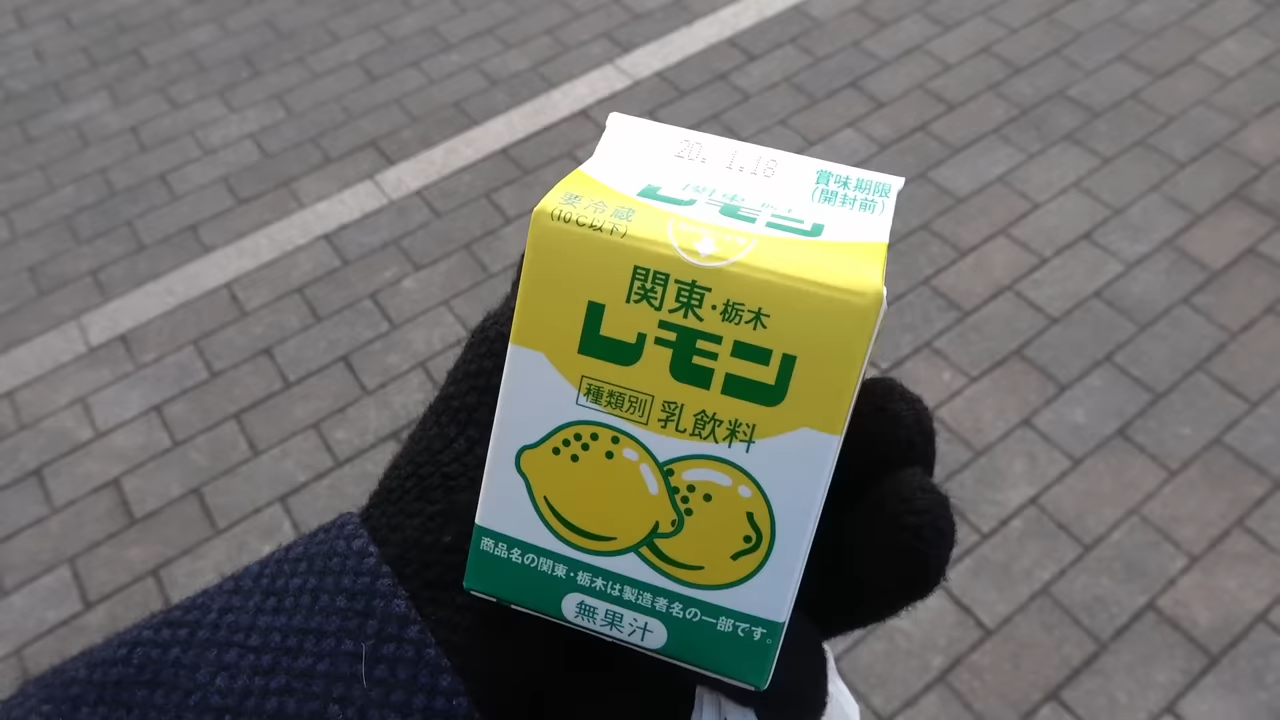 20. 1.18
賞味期限
(開封前)
レモン
要冷蔵
(10℃以下)
関東・栃木
レモン
種類別 乳飲料
商品名の関東・栃木は製造者名の一部です。
無果汁